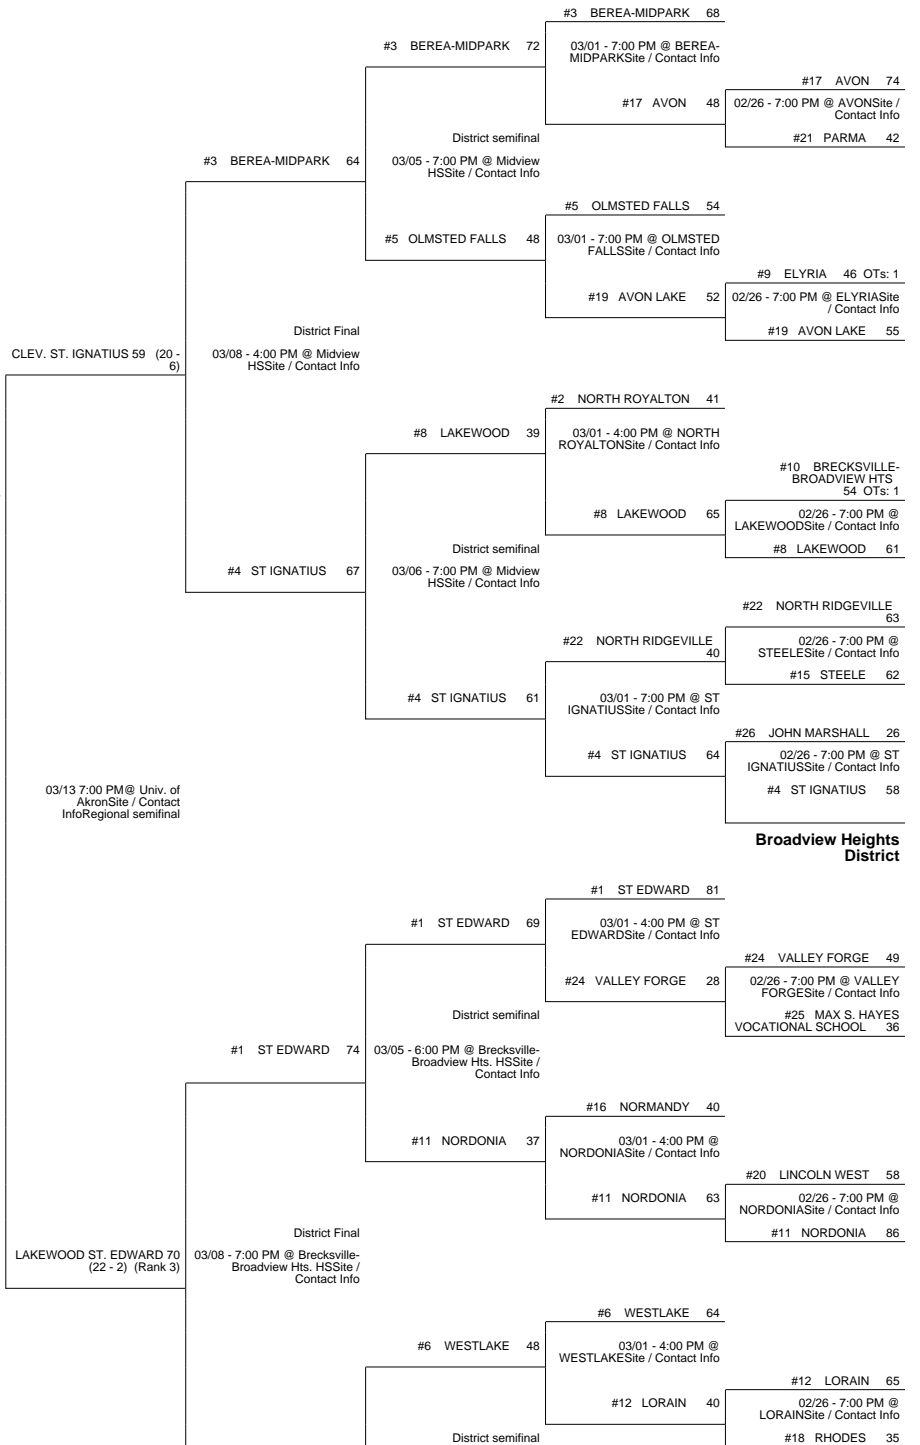 #3 BEREA-MIDPARK 68
#3 BEREA-MIDPARK 72
03/01 - 7:00 PM @ BEREA-
MIDPARKSite / Contact Info
#17 AVON 74
#17 AVON 48
02/26 - 7:00 PM @ AVONSite /
Contact Info
District semifinal
#21 PARMA 42
#3 BEREA-MIDPARK 64
03/05 - 7:00 PM @ Midview
HSSite / Contact Info
#5 OLMSTED FALLS 54
#5 OLMSTED FALLS 48
03/01 - 7:00 PM @ OLMSTED
FALLSSite / Contact Info
#9 ELYRIA 46 OTs: 1
#19 AVON LAKE 52
02/26 - 7:00 PM @ ELYRIASite
/ Contact Info
District Final
#19 AVON LAKE 55
CLEV. ST. IGNATIUS 59 (20 -
6)
03/08 - 4:00 PM @ Midview
HSSite / Contact Info
#2 NORTH ROYALTON 41
#8 LAKEWOOD 39
03/01 - 4:00 PM @ NORTH
ROYALTONSite / Contact Info
#10 BRECKSVILLE-
BROADVIEW HTS
54 OTs: 1
#8 LAKEWOOD 65
02/26 - 7:00 PM @
LAKEWOODSite / Contact Info
District semifinal
#8 LAKEWOOD 61
#4 ST IGNATIUS 67
03/06 - 7:00 PM @ Midview
HSSite / Contact Info
#22 NORTH RIDGEVILLE
63
#22 NORTH RIDGEVILLE
40
02/26 - 7:00 PM @
STEELESite / Contact Info
#15 STEELE 62
#4 ST IGNATIUS 61
03/01 - 7:00 PM @ ST
IGNATIUSSite / Contact Info
#26 JOHN MARSHALL 26
#4 ST IGNATIUS 64
02/26 - 7:00 PM @ ST
IGNATIUSSite / Contact Info
#4 ST IGNATIUS 58
03/13 7:00 PM@ Univ. of
AkronSite / Contact
InfoRegional semifinal
Broadview Heights
District
#1 ST EDWARD 81
#1 ST EDWARD 69
03/01 - 4:00 PM @ ST
EDWARDSite / Contact Info
#24 VALLEY FORGE 49
#24 VALLEY FORGE 28
02/26 - 7:00 PM @ VALLEY
FORGESite / Contact Info
District semifinal
#25 MAX S. HAYES
VOCATIONAL SCHOOL 36
#1 ST EDWARD 74
03/05 - 6:00 PM @ Brecksville-
Broadview Hts. HSSite /
Contact Info
#16 NORMANDY 40
#11 NORDONIA 37
03/01 - 4:00 PM @
NORDONIASite / Contact Info
#20 LINCOLN WEST 58
#11 NORDONIA 63
02/26 - 7:00 PM @
NORDONIASite / Contact Info
District Final
#11 NORDONIA 86
LAKEWOOD ST. EDWARD 70
(22 - 2) (Rank 3)
03/08 - 7:00 PM @ Brecksville-
Broadview Hts. HSSite /
Contact Info
#6 WESTLAKE 64
#6 WESTLAKE 48
03/01 - 4:00 PM @
WESTLAKESite / Contact Info
#12 LORAIN 65
#12 LORAIN 40
02/26 - 7:00 PM @
LORAINSite / Contact Info
District semifinal
#18 RHODES 35